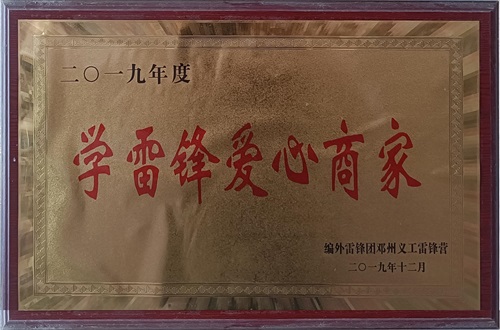 二〇一九年度
学雷锋爱心商家
编外雷锋团邓州义工雷锋营
二〇一九年十二月